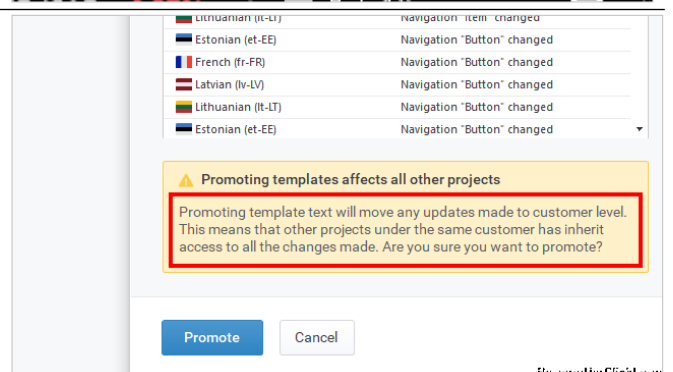 Lithuanian (lt-LT) Navigation "Item" changed
Estonian (et-EE) Navigation "Button" changed
French (fr-FR) Navigation "Button" changed
Latvian (lv-LV) Navigation "Button" changed
Lithuanian (lt-LT) Navigation "Button" changed
Estonian (et-EE) Navigation "Button" changed
Promoting templates affects all other projects
Promoting template text will move any updates made to customer level.
This means that other projects under the same customer has inherit
access to all the changes made. Are you sure you want to promote?
Promote Cancel